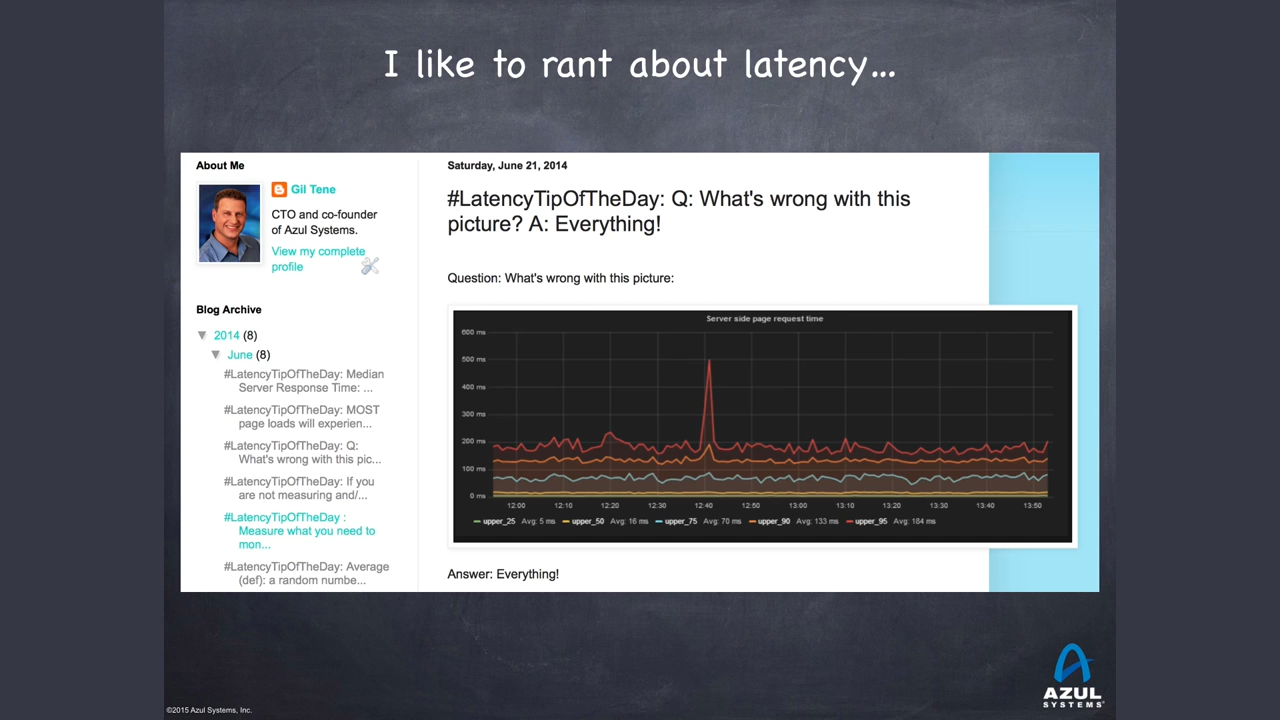 I like to rant about latency...
About Me
Gil Tene
CTO and co-founder
of Azul Systems.
View my complete
profile
Blog Archive
▼ 2014 (8)
▼ June (8)
#LatencyTipOfTheDay: Median
Server Response Time: ...
#LatencyTipOfTheDay: MOST
page loads will experien...
#LatencyTipOfTheDay: Q:
What's wrong with this pic...
#LatencyTipOfTheDay: If you
are not measuring and/...
#LatencyTipOfTheDay :
Measure what you need to
mon...
#LatencyTipOfTheDay: Average
(def): a random numbe...
Saturday, June 21, 2014
#LatencyTipOfTheDay: Q: What's wrong with this
picture? A: Everything!
Question: What's wrong with this picture:
Server side page request time
600 ms
500 ms
400 ms
300 ms
200 ms
100 ms
0 ms
12:00 12:10 12:20 12:30 12:40 12:50 13:00 13:10 13:20 13:30 13:40 13:50
upper_25 Avg: 5 ms upper_50 Avg: 16 ms upper_75 Avg: 70 ms upper_90 Avg: 133 ms upper_95 Avg: 184 ms
Answer: Everything!
AZUL
SYSTEMS®
©2015 Azul Systems, Inc.